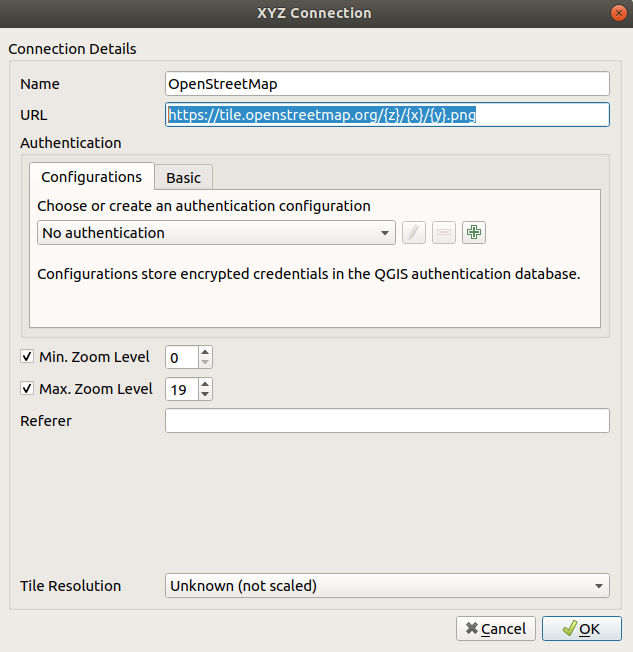 XYZ Connection
Connection Details
Name OpenStreetMap
URL https://tile.openstreetmap.org/{z}/{x}/{y}.png
Authentication
Configurations Basic
Choose or create an authentication configuration
No authentication
Configurations store encrypted credentials in the QGIS authentication database.
Min. Zoom Level 0
Max. Zoom Level 19
Referer
Tile Resolution Unknown (not scaled)
Cancel OK